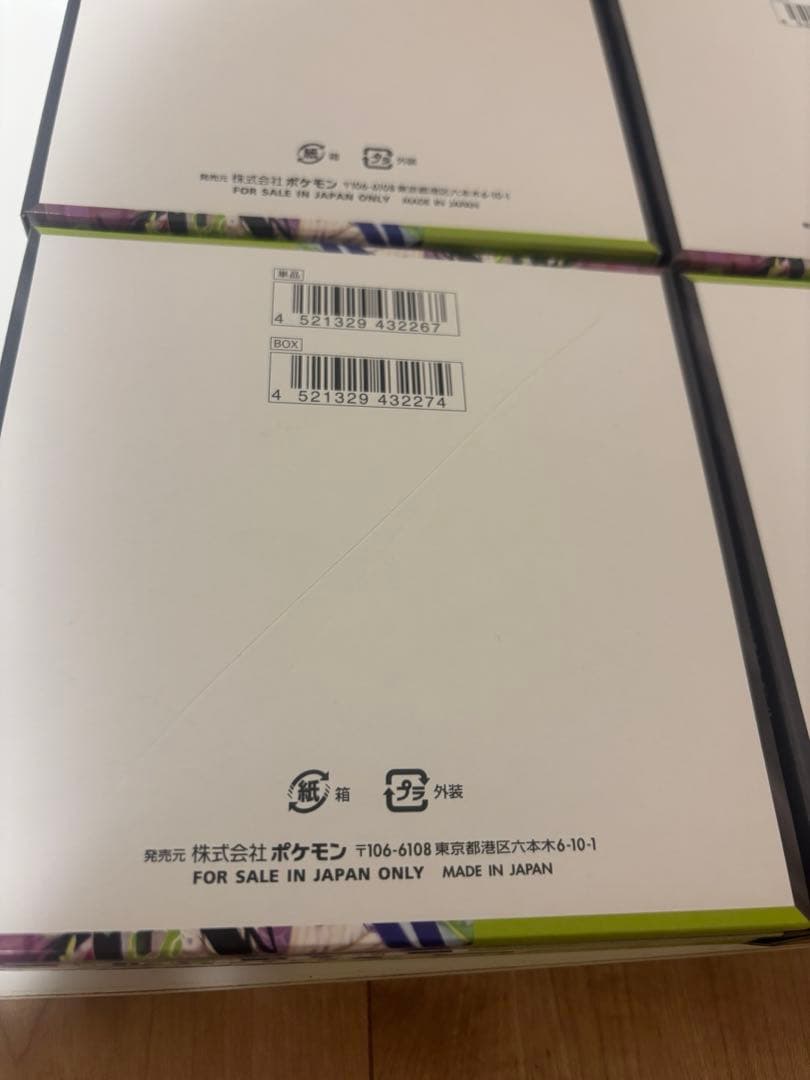 紙 箱 プラ 外装
発売元 株式会社 ポケモン 〒106-6108 東京都港区六本木6-10-1
FOR SALE IN JAPAN ONLY MADE IN JAPAN
単品
4 521329 432267
BOX
4 521329 432274
紙 箱 プラ 外装
発売元 株式会社 ポケモン 〒106-6108 東京都港区六本木6-10-1
FOR SALE IN JAPAN ONLY MADE IN JAPAN